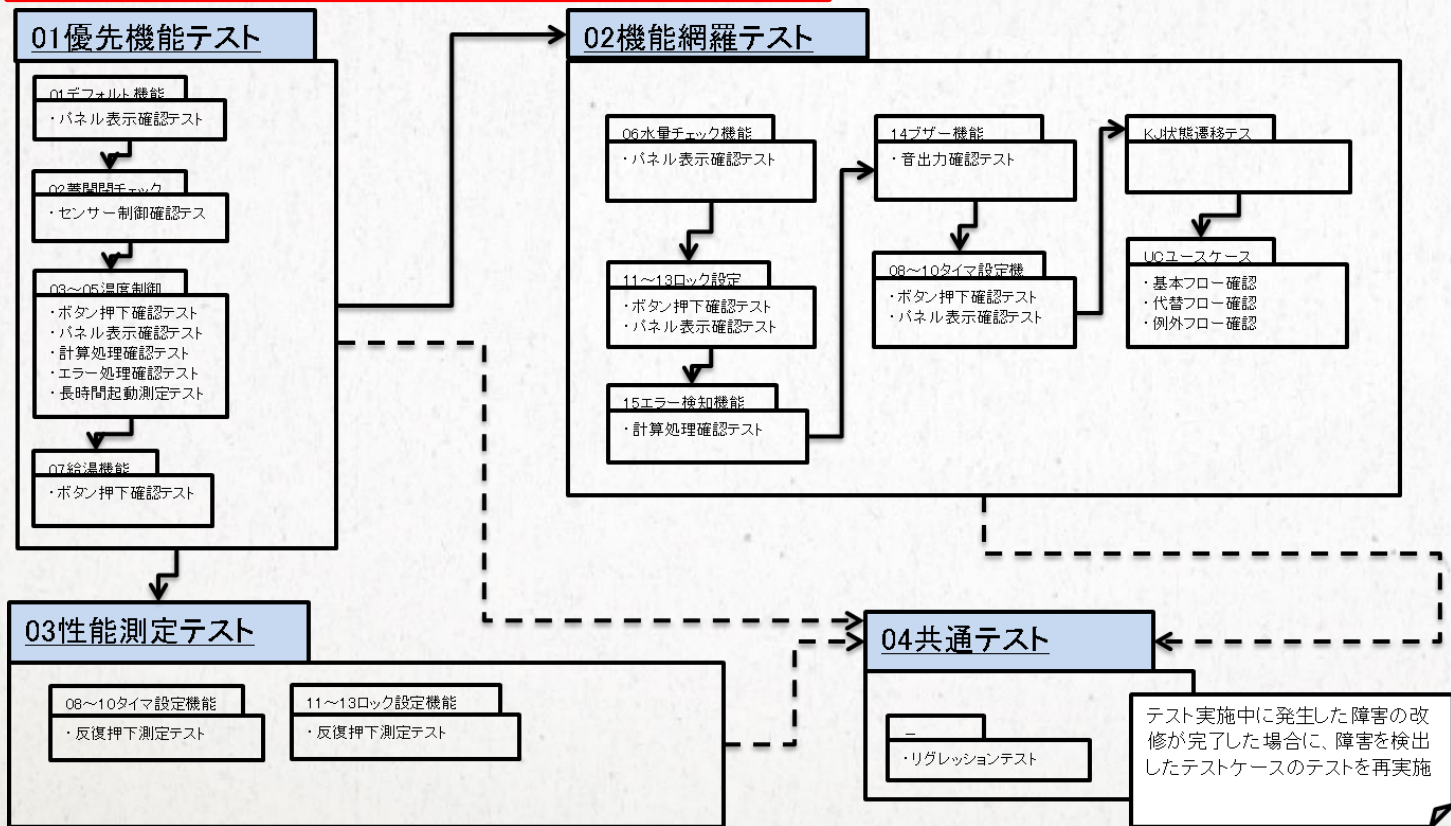 01優先機能テスト
01デフォルト機能
・パネル表示確認テスト
02蓋開閉チェック
・センサー制御確認テス
03～05温度制御
・ボタン押下確認テスト
・パネル表示確認テスト
・計算処理確認テスト
・エラー処理確認テスト
・長時間起動測定テスト
07給湯機能
・ボタン押下確認テスト
02機能網羅テスト
06水量チェック機能
・パネル表示確認テスト
11～13ロック設定
・ボタン押下確認テスト
・パネル表示確認テスト
15エラー検知機能
・計算処理確認テスト
14ブザー機能
・音出力確認テスト
08～10タイマ設定機
・ボタン押下確認テスト
・パネル表示確認テスト
KJ状態遷移テス
UCユースケース
・基本フロー確認
・代替フロー確認
・例外フロー確認
03性能測定テスト
08～10タイマ設定機能
・反復押下測定テスト
11～13ロック設定機能
・反復押下測定テスト
04共通テスト
・リグレッションテスト
テスト実施中に発生した障害の改
修が完了した場合に、障害を検出
したテストケースのテストを再実施